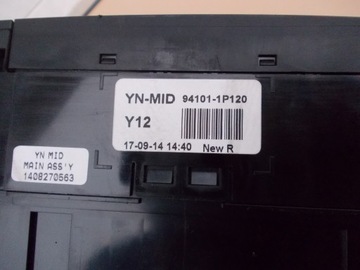 YN-MID 94101-1P120
Y12
17-09-14 14:40 New R
YN MID
MAIN ASS'Y
1408270563